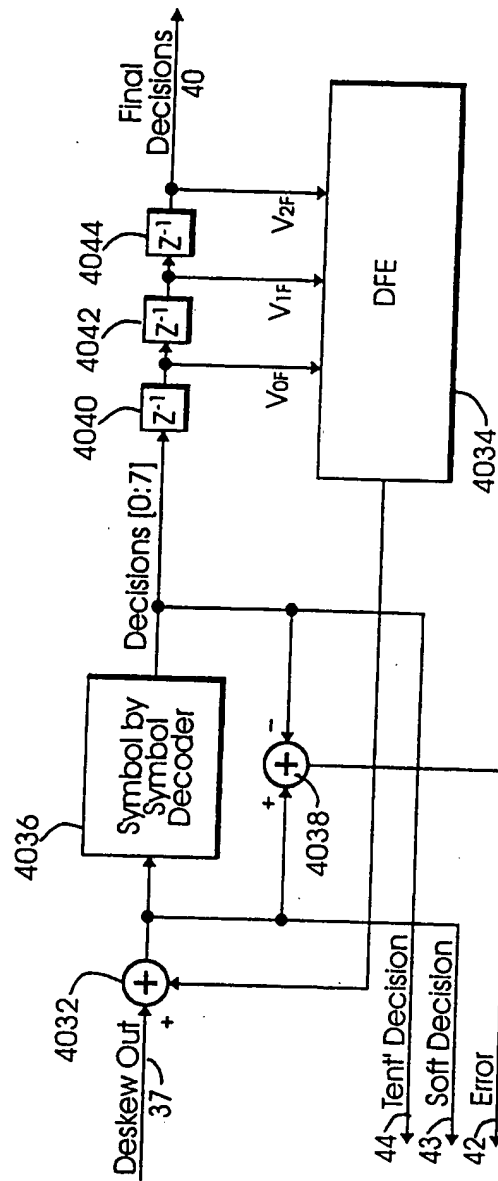 Final
Decisions
40
4044
4042
4040
Z-1
Z-1
Z-1
V2F
V1F
V0F
DFE
4034
Decisions [0:7]
4036
Symbol by
Symbol
Decoder
4032
+
+
+
+
-
4038
Deskew Out
37
44 Tent' Decision
43 Soft Decision
42 Error